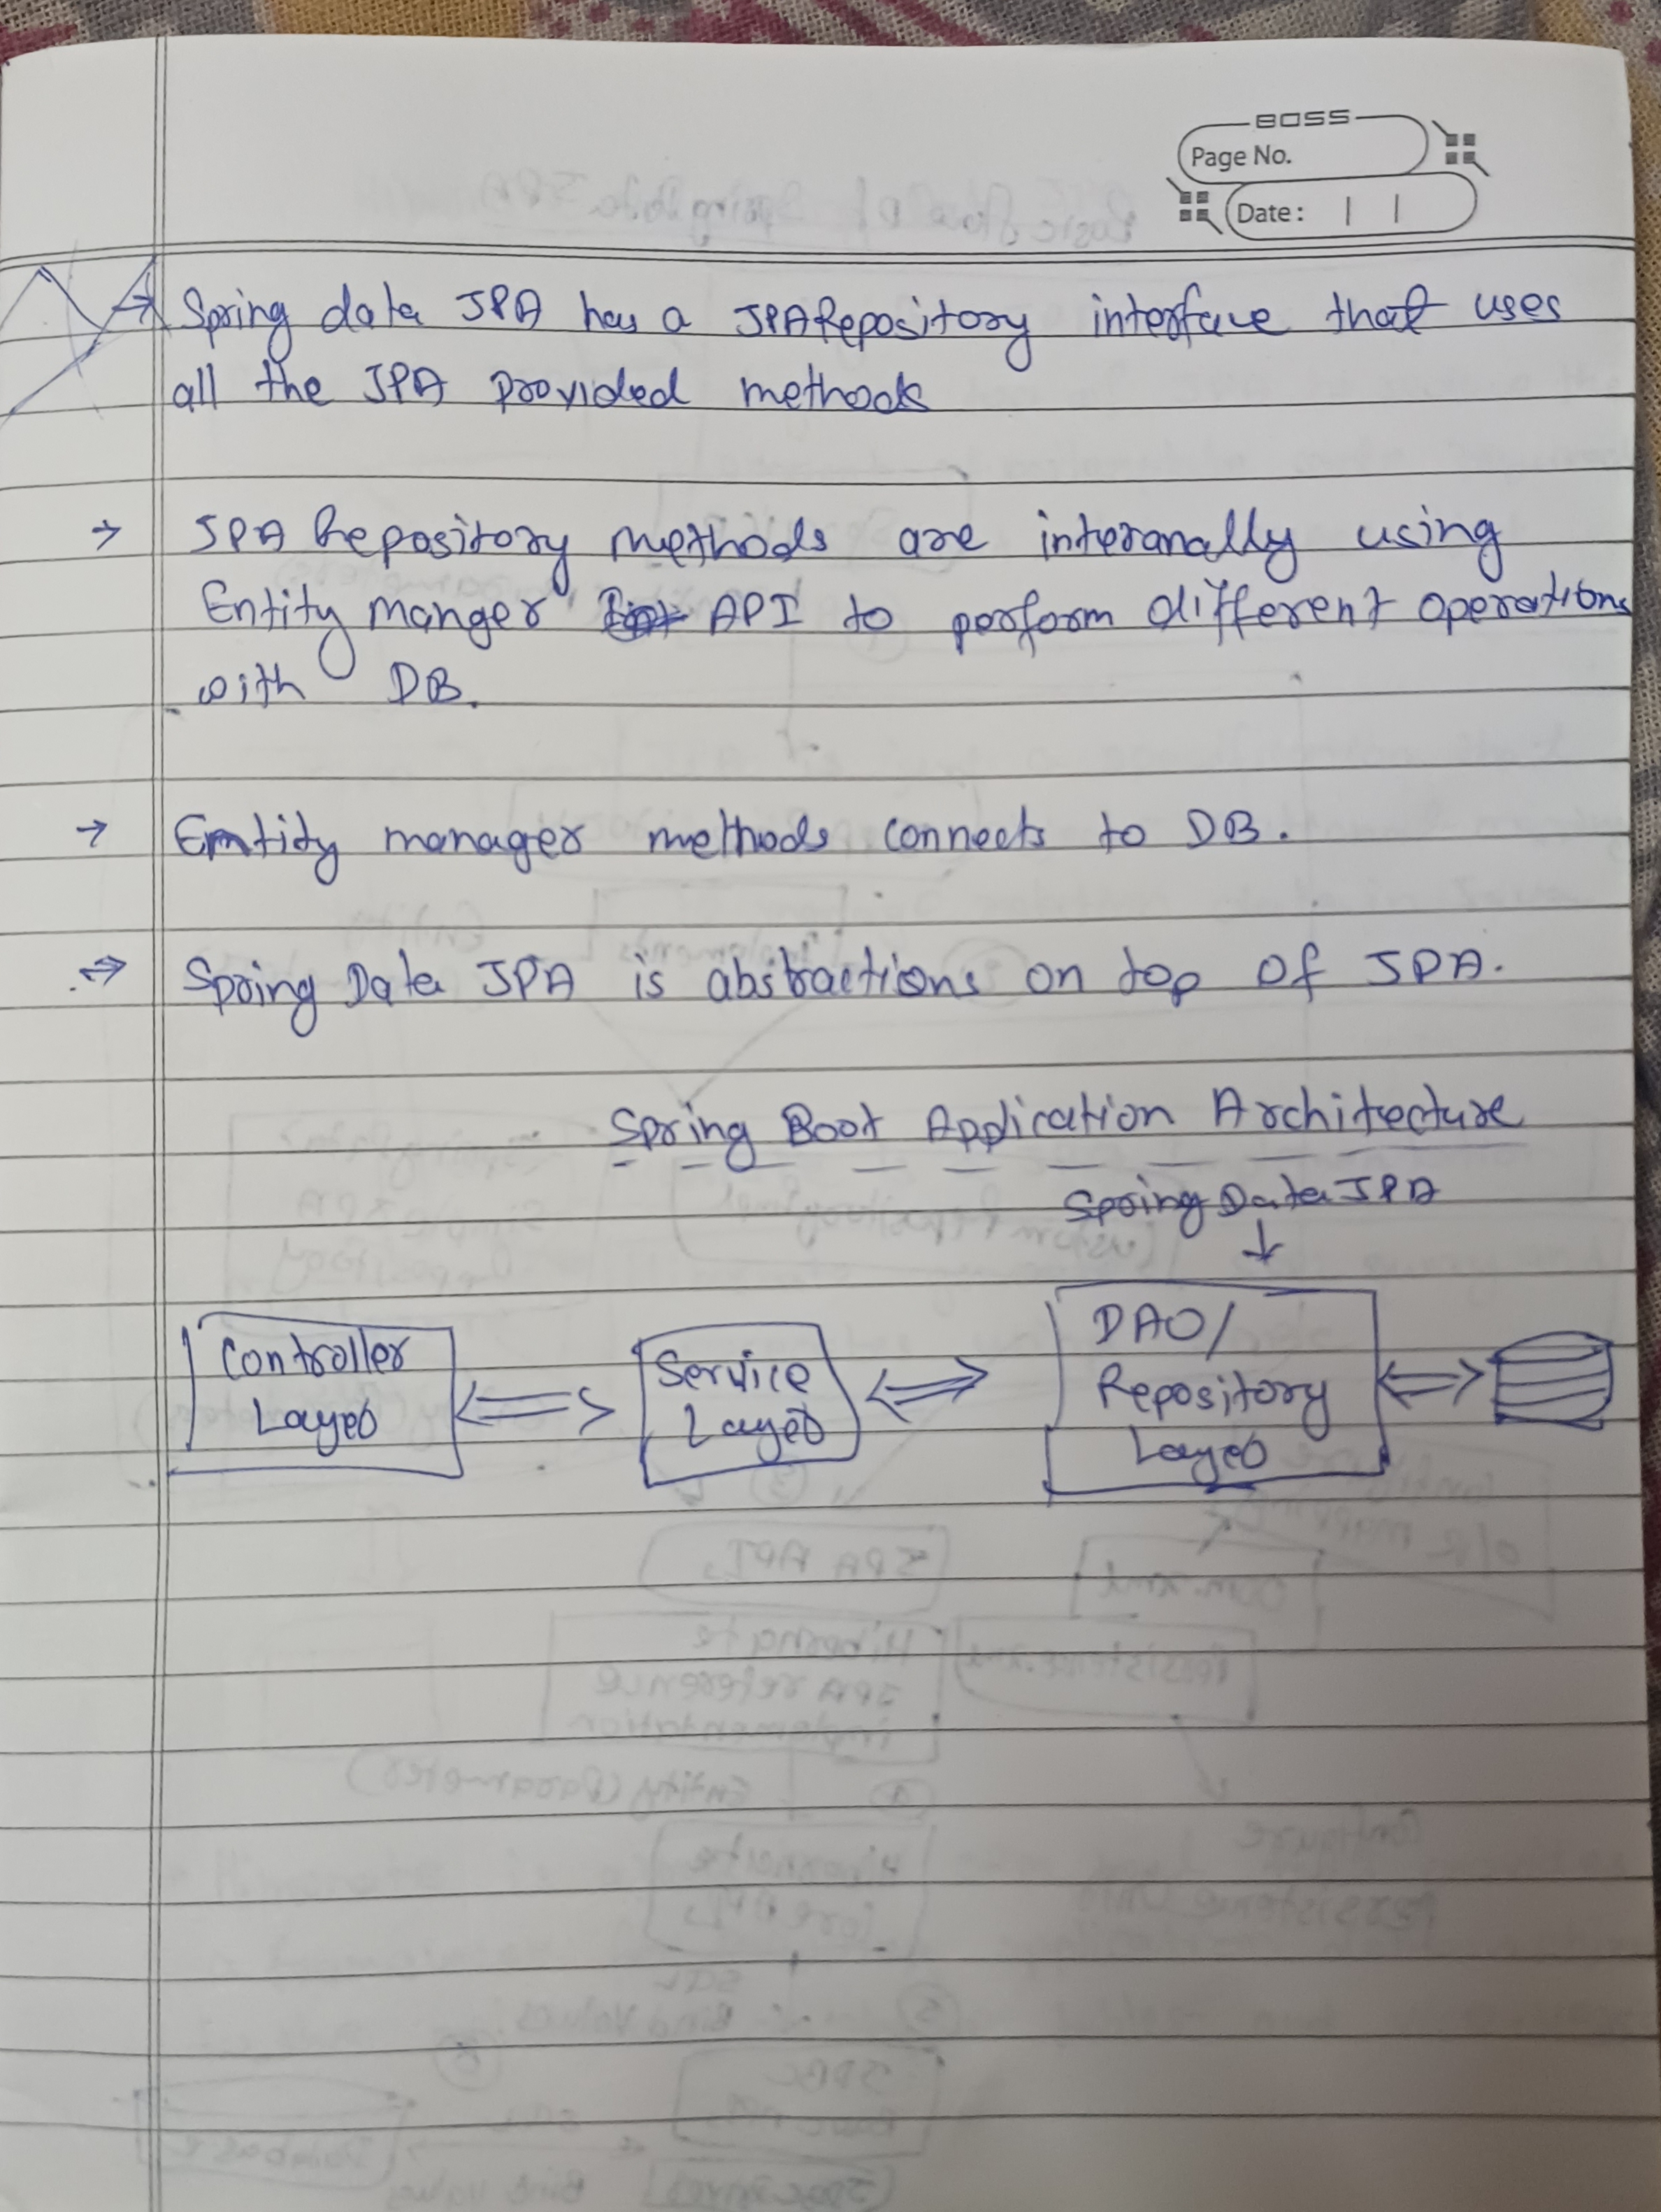 BOSS
Page No.
Date:
→ Spring data JPA has a JPARepository interface that uses
all the JPA provided methods
→ JPA Repository methods are interanally using
Entity manger API to perform different operations
with DB.
→ Entity manager methods connects to DB.
⇒ Spring Data JPA is abstractions on top of JPA.
Spring Boot Application Architecture
Spring Data JPA
↓
Controller
Layer
Service
Layer
DAO/
Repository
Layer